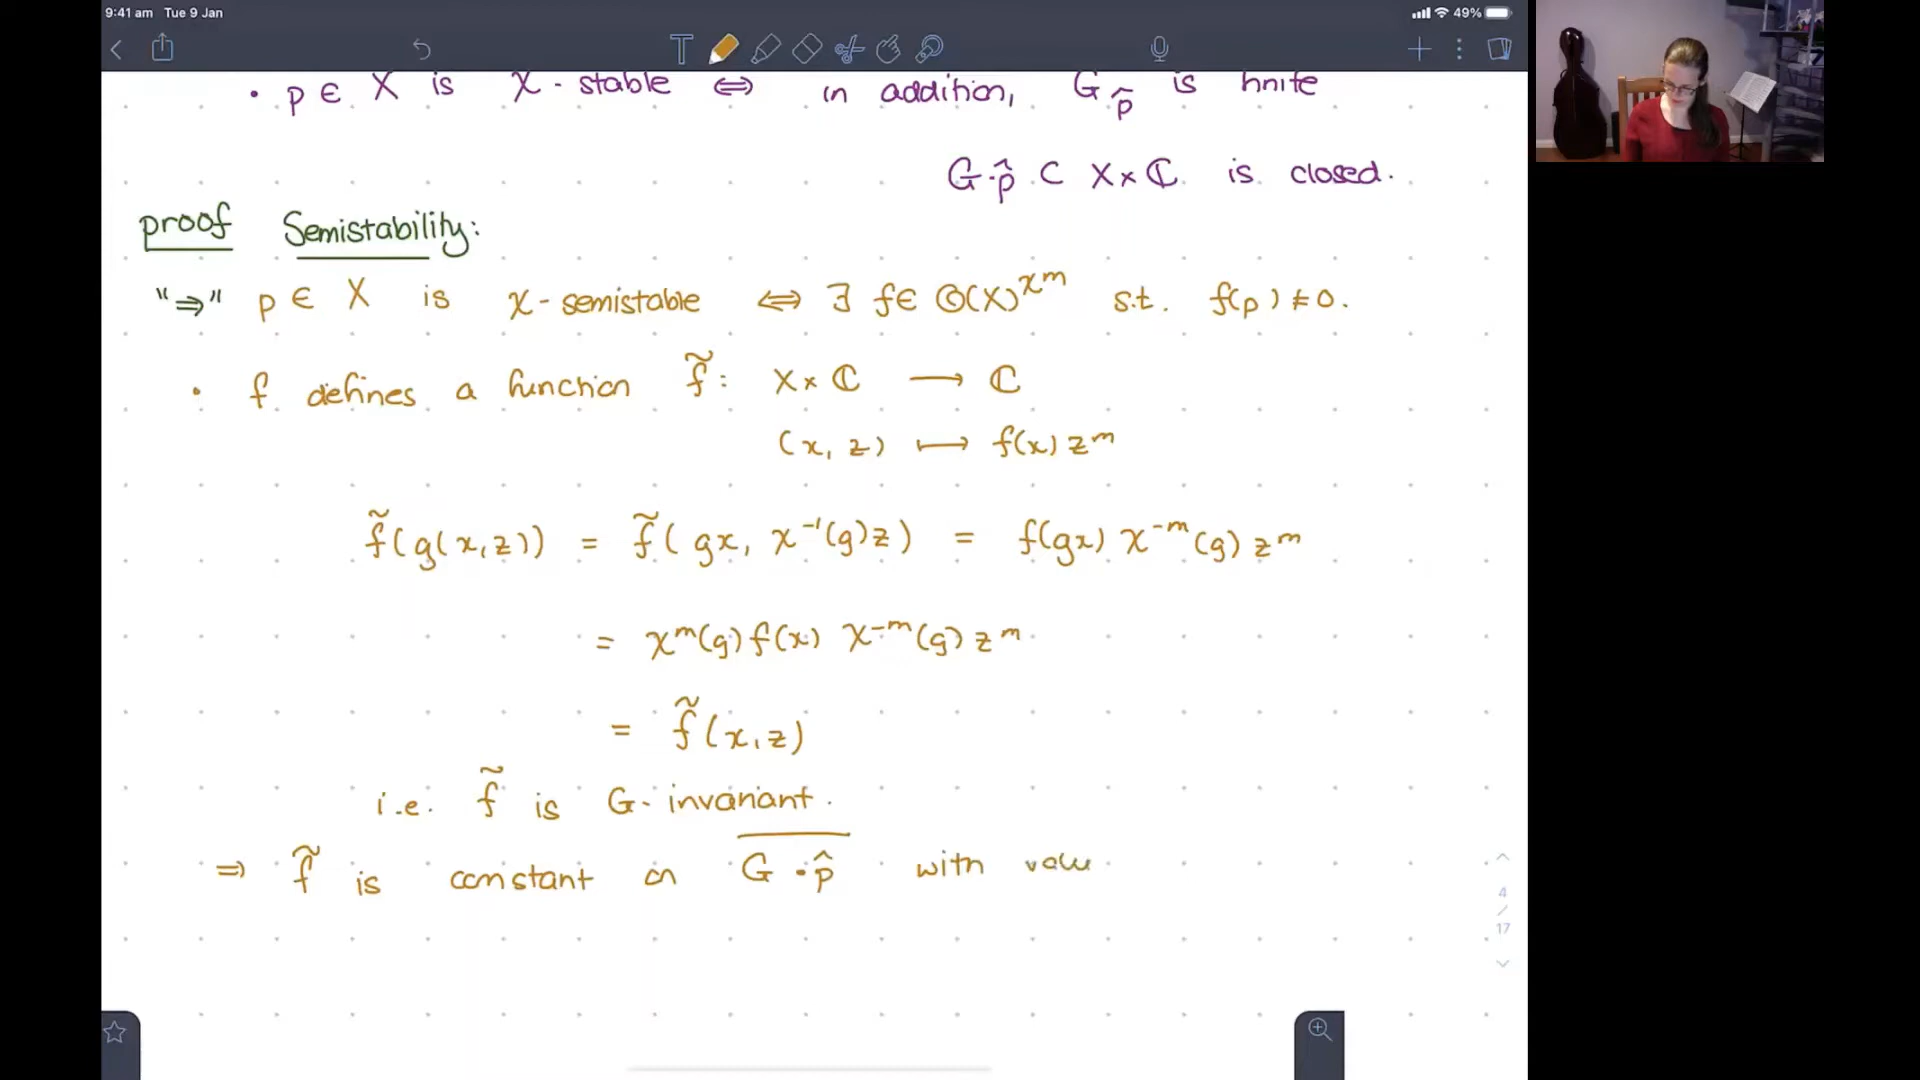 9:41 am Tue 9 Jan
49%
• p ∈ X is χ - stable ⇔ in addition, G_p̂ is finite
G·p̂ ⊂ X × ℂ is closed.
proof Semistability:
"⇒" p ∈ X is χ - semistable ⇔ ∃ f ∈ O(X)^{χ^m} s.t. f(p) ≠ 0.
• f defines a function f̃ : X × ℂ ⟶ ℂ
(x, z) ⟼ f(x) z^m
f̃(g(x,z)) = f̃(gx, χ^{-1}(g)z) = f(gx) χ^{-m}(g) z^m
= χ^m(g) f(x) χ^{-m}(g) z^m
= f̃(x,z)
i.e. f̃ is G-invariant.
⇒ f̃ is constant on \overline{G·p̂} with valu
4
/
17